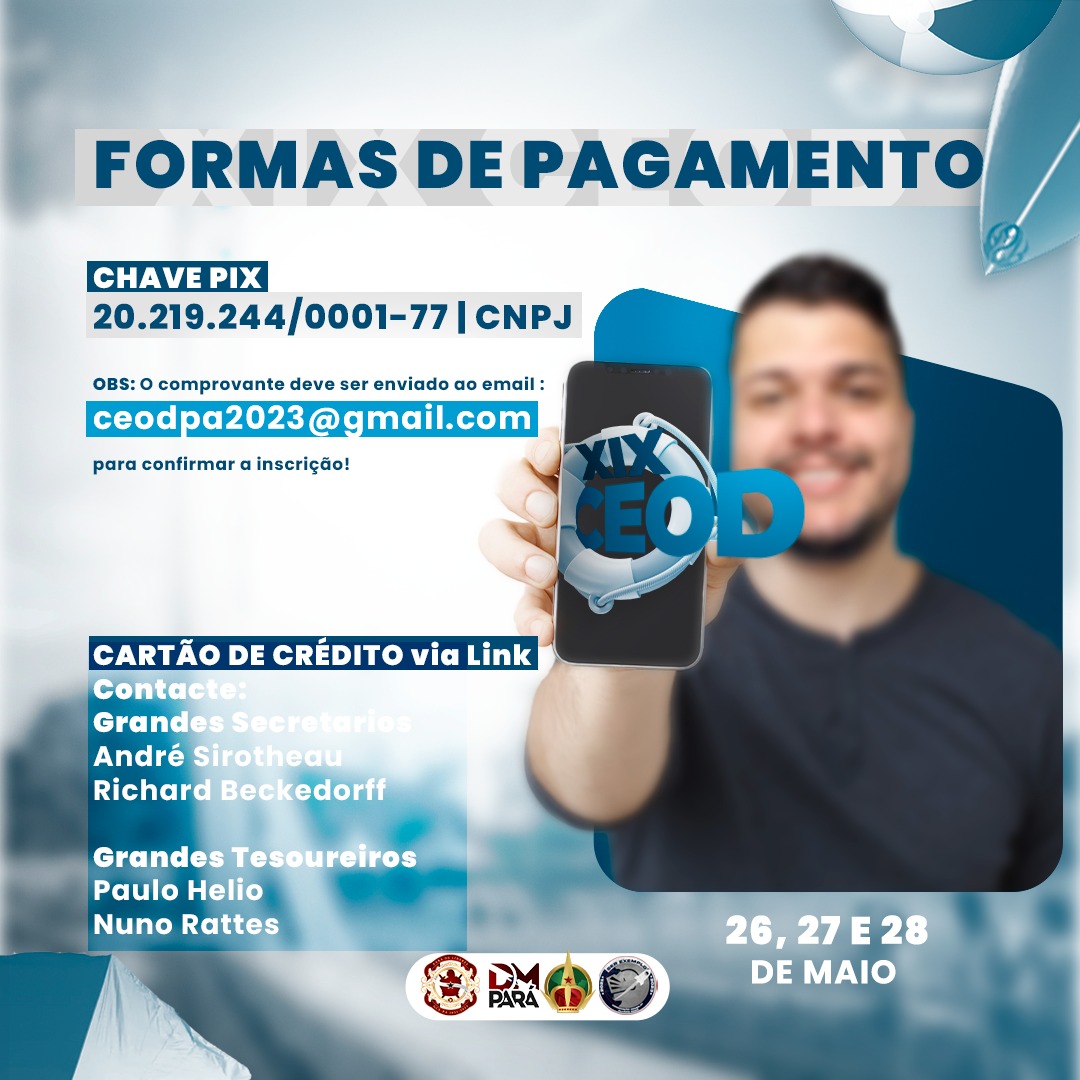 FORMAS DE PAGAMENTO
CHAVE PIX
20.219.244/0001-77 | CNPJ
OBS: O comprovante deve ser enviado ao email :
ceodpa2023@gmail.com
para confirmar a inscrição!
XIX
CEOD
CARTÃO DE CRÉDITO via Link
Contacte:
Grandes Secretarios
André Sirotheau
Richard Beckedorff
Grandes Tesoureiros
Paulo Helio
Nuno Rattes
26, 27 E 28
DE MAIO
DM
PARÁ